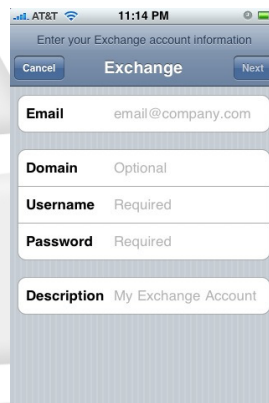 AT&T 11:14 PM
Enter your Exchange account information
Cancel Exchange Next
Email email@company.com
Domain Optional
Username Required
Password Required
Description My Exchange Account